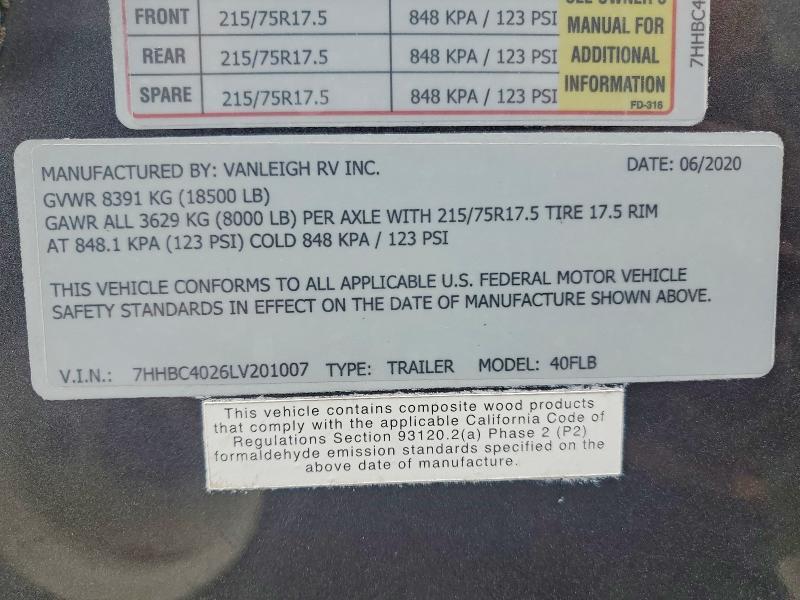 SEE OWNER'S
FRONT 215/75R17.5 848 KPA / 123 PSI MANUAL FOR
REAR 215/75R17.5 848 KPA / 123 PSI ADDITIONAL
SPARE 215/75R17.5 848 KPA / 123 PSI INFORMATION
FD-316
7HHBC4
MANUFACTURED BY: VANLEIGH RV INC. DATE: 06/2020
GVWR 8391 KG (18500 LB)
GAWR ALL 3629 KG (8000 LB) PER AXLE WITH 215/75R17.5 TIRE 17.5 RIM
AT 848.1 KPA (123 PSI) COLD 848 KPA / 123 PSI
THIS VEHICLE CONFORMS TO ALL APPLICABLE U.S. FEDERAL MOTOR VEHICLE
SAFETY STANDARDS IN EFFECT ON THE DATE OF MANUFACTURE SHOWN ABOVE.
V.I.N.: 7HHBC4026LV201007 TYPE: TRAILER MODEL: 40FLB
This vehicle contains composite wood products
that comply with the applicable California Code of
Regulations Section 93120.2(a) Phase 2 (P2)
formaldehyde emission standards specified on the
above date of manufacture.